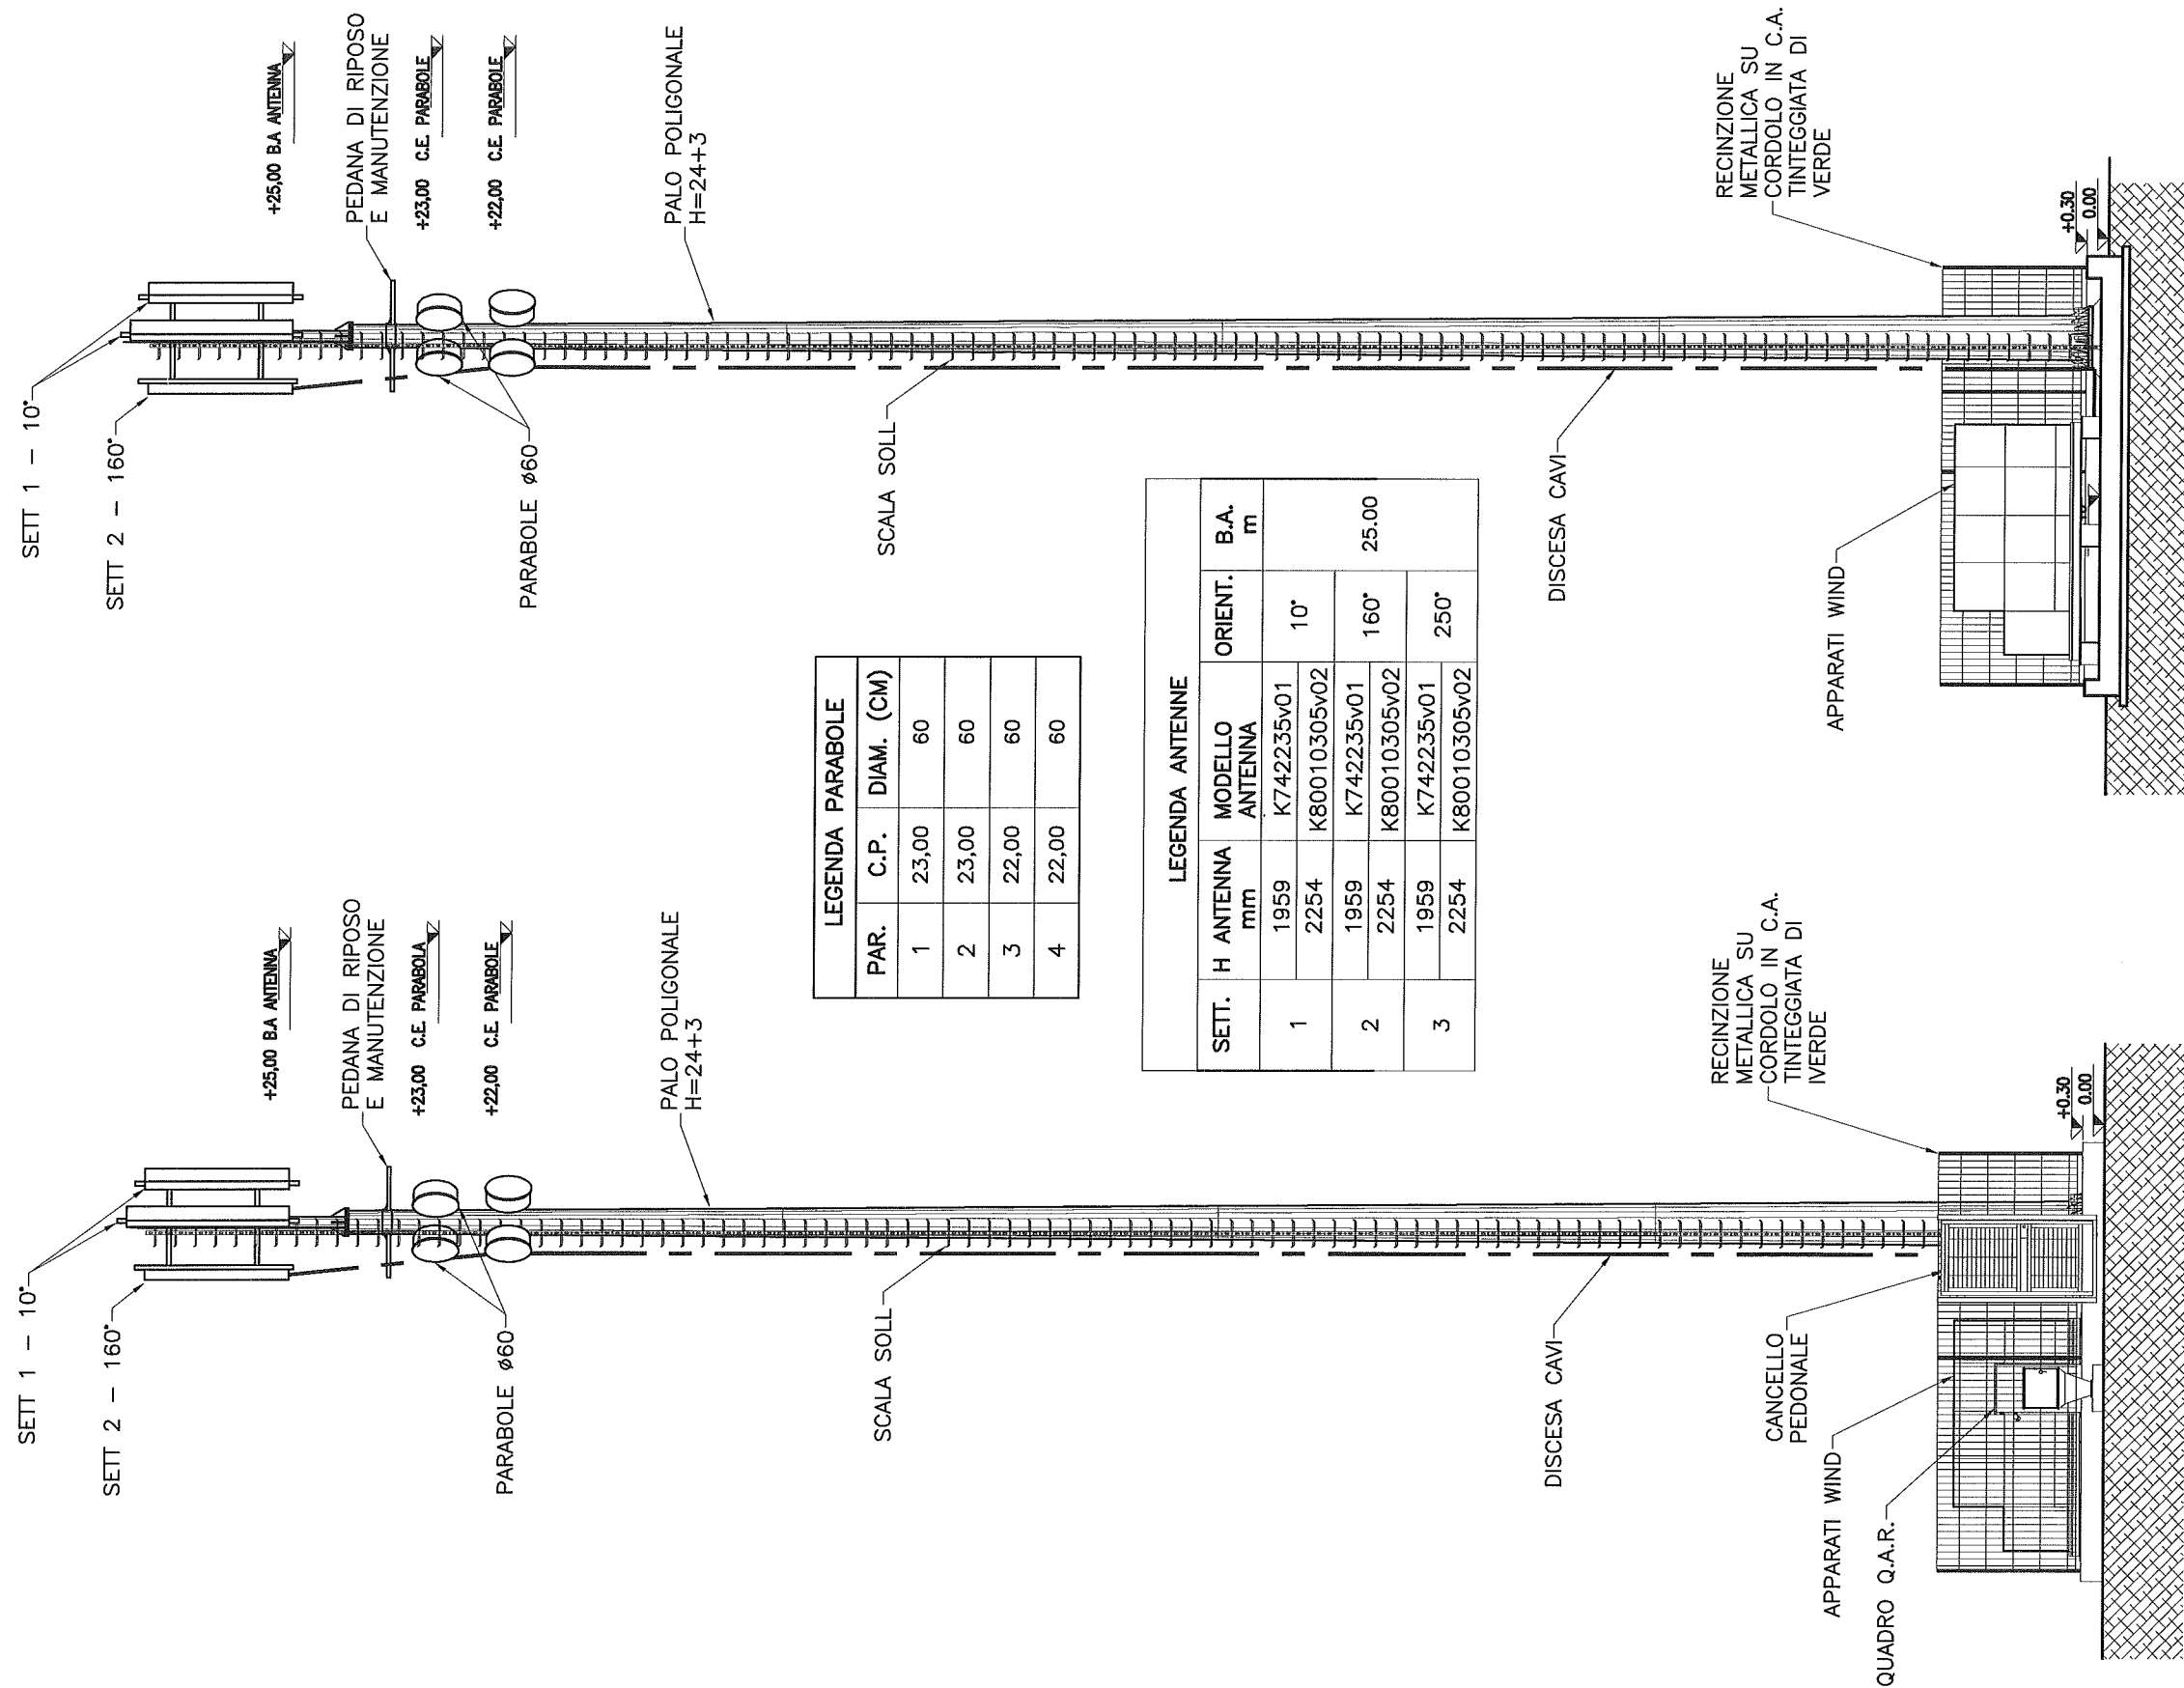 SETT 1 - 10°
SETT 2 - 160°
+25,00 B.A ANTENNA
PEDANA DI RIPOSO
E MANUTENZIONE
+23,00 C.E. PARABOLA
+22,00 C.E. PARABOLE
PARABOLE ø60
PALO POLIGONALE
H=24+3
SCALA SOLL
DISCESA CAVI
RECINZIONE
METALLICA SU
CORDOLO IN C.A.
TINTEGGIATA DI
IVERDE
CANCELLO
PEDONALE
APPARATI WIND
QUADRO Q.A.R.
+0.30
0.00
LEGENDA PARABOLE
PAR. C.P. DIAM. (CM)
1 23,00 60
2 23,00 60
3 22,00 60
4 22,00 60
LEGENDA ANTENNE
SETT. H ANTENNA MODELLO ORIENT. B.A.
mm ANTENNA m
1 1959 K742235v01 10° 25.00
2254 K80010305v02
2 1959 K742235v01 160°
2254 K80010305v02
3 1959 K742235v01 250°
2254 K80010305v02
SETT 1 - 10°
SETT 2 - 160°
+25,00 B.A ANTENNA
PEDANA DI RIPOSO
E MANUTENZIONE
+23,00 C.E. PARABOLE
+22,00 C.E. PARABOLE
PARABOLE ø60
PALO POLIGONALE
H=24+3
SCALA SOLL
DISCESA CAVI
RECINZIONE
METALLICA SU
CORDOLO IN C.A.
TINTEGGIATA DI
VERDE
APPARATI WIND
+0.30
0.00